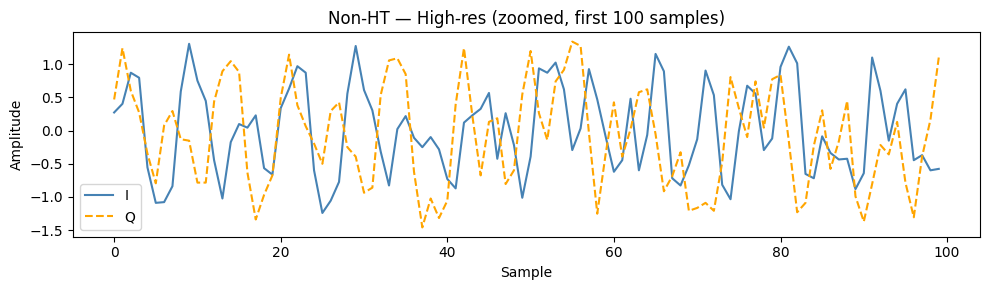 Non-HT — High-res (zoomed, first 100 samples)
Amplitude
1.0
0.5
0.0
−0.5
−1.0
−1.5
I
Q
0 20 40 60 80 100
Sample